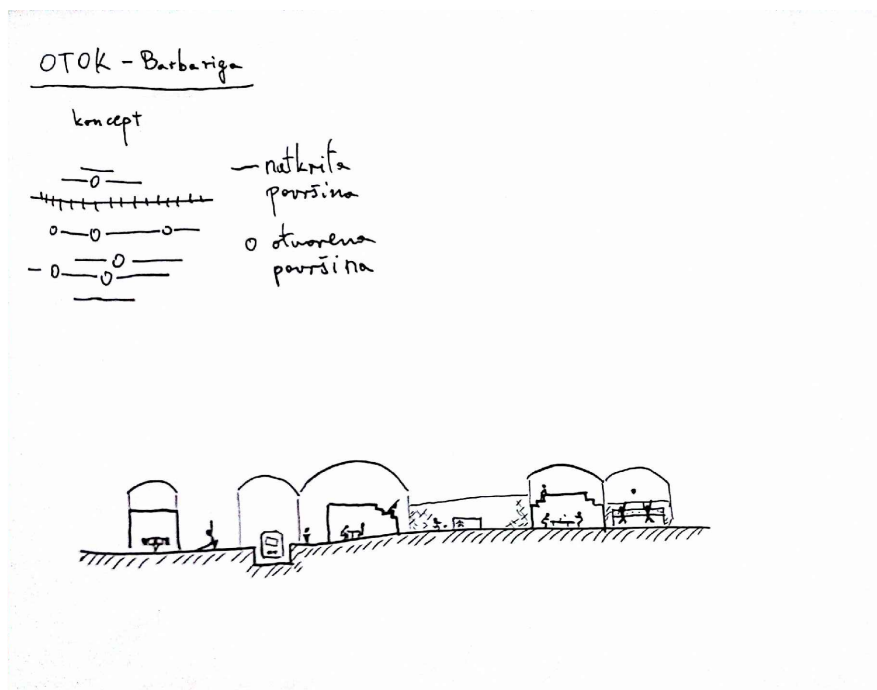 OTOK - Barbariga
koncept
natkrita
površina
otvorena
površina